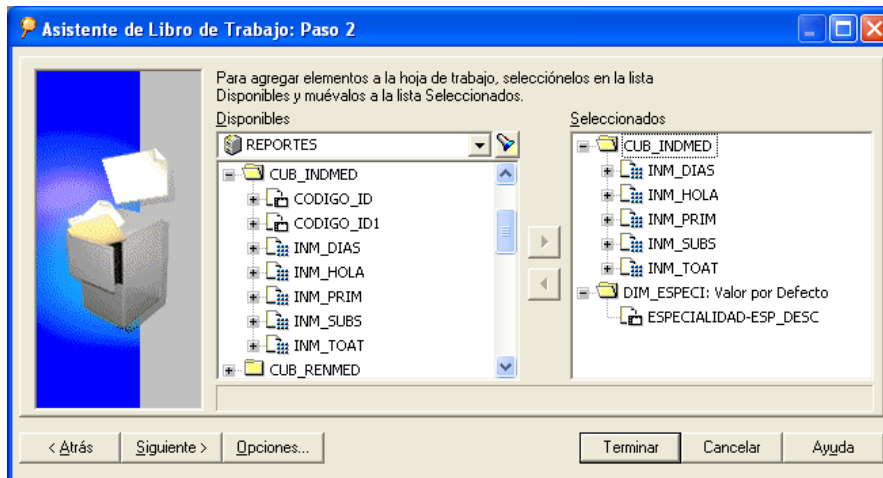 Asistente de Libro de Trabajo: Paso 2
Para agregar elementos a la hoja de trabajo, selecciónelos en la lista
Disponibles y muévalos a la lista Seleccionados.
Disponibles
REPORTES
CUB_INDMED
CODIGO_ID
CODIGO_ID1
INM_DIAS
INM_HOLA
INM_PRIM
INM_SUBS
INM_TOAT
CUB_RENMED
Seleccionados
CUB_INDMED
INM_DIAS
INM_HOLA
INM_PRIM
INM_SUBS
INM_TOAT
DIM_ESPECI: Valor por Defecto
ESPECIALIDAD-ESP_DESC
< Atrás
Siguiente >
Opciones...
Terminar
Cancelar
Ayuda